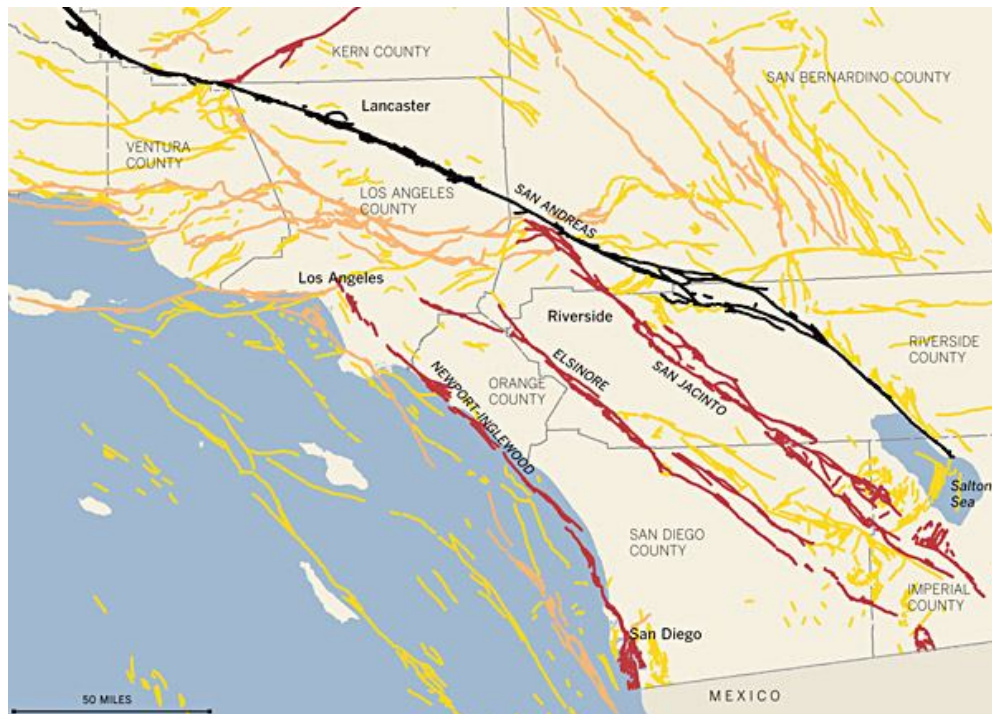 KERN COUNTY
SAN BERNARDINO COUNTY
Lancaster
VENTURA
COUNTY
LOS ANGELES
COUNTY
SAN ANDREAS
Los Angeles
Riverside
RIVERSIDE
COUNTY
ELSINORE
SAN JACINTO
ORANGE
COUNTY
NEWPORT-INGLEWOOD
Salton
Sea
SAN DIEGO
COUNTY
IMPERIAL
COUNTY
San Diego
50 MILES
MEXICO